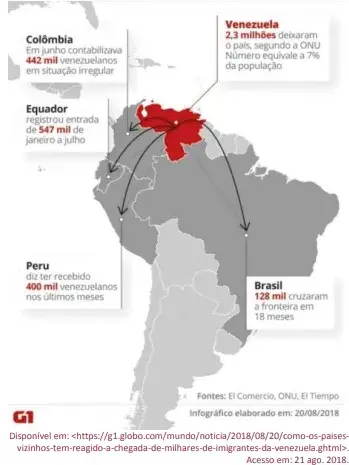 Venezuela
2,3 milhões deixaram
o país, segundo a ONU
Número equivale a 7%
da população
Colômbia
Em junho contabilizava
442 mil venezuelanos
em situação irregular
Equador
registrou entrada
de 547 mil de
janeiro a julho
Peru
diz ter recebido
400 mil venezuelanos
nos últimos meses
Brasil
128 mil cruzaram
a fronteira em
18 meses
Fontes: El Comercio, ONU, El Tiempo
G1
Infográfico elaborado em: 20/08/2018
Disponível em: <https://g1.globo.com/mundo/noticia/2018/08/20/como-os-paises-
vizinhos-tem-reagido-a-chegada-de-milhares-de-imigrantes-da-venezuela.ghtml>.
Acesso em: 21 ago. 2018.